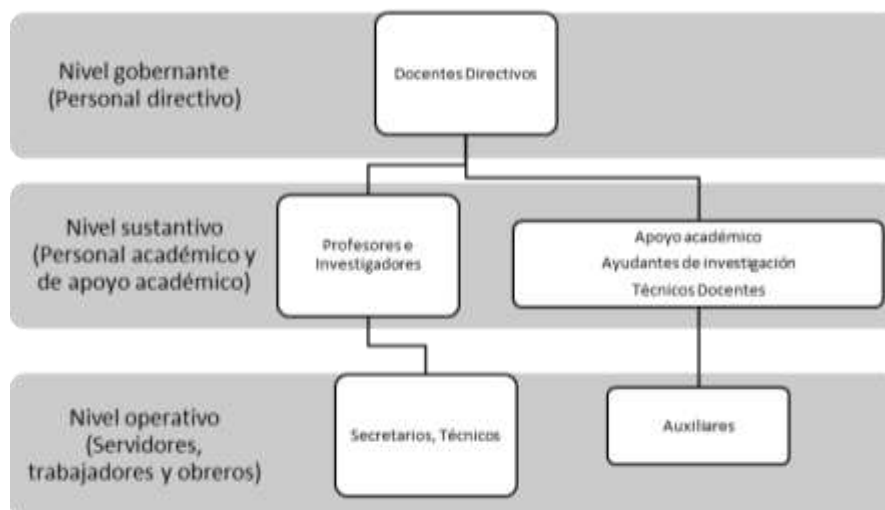 Nivel gobernante
(Personal directivo)
Docentes Directivos
Nivel sustantivo
(Personal académico y
de apoyo académico)
Profesores e
Investigadores
Apoyo académico
Ayudantes de investigación
Técnicos Docentes
Nivel operativo
(Servidores,
trabajadores y obreros)
Secretarios, Técnicos
Auxiliares